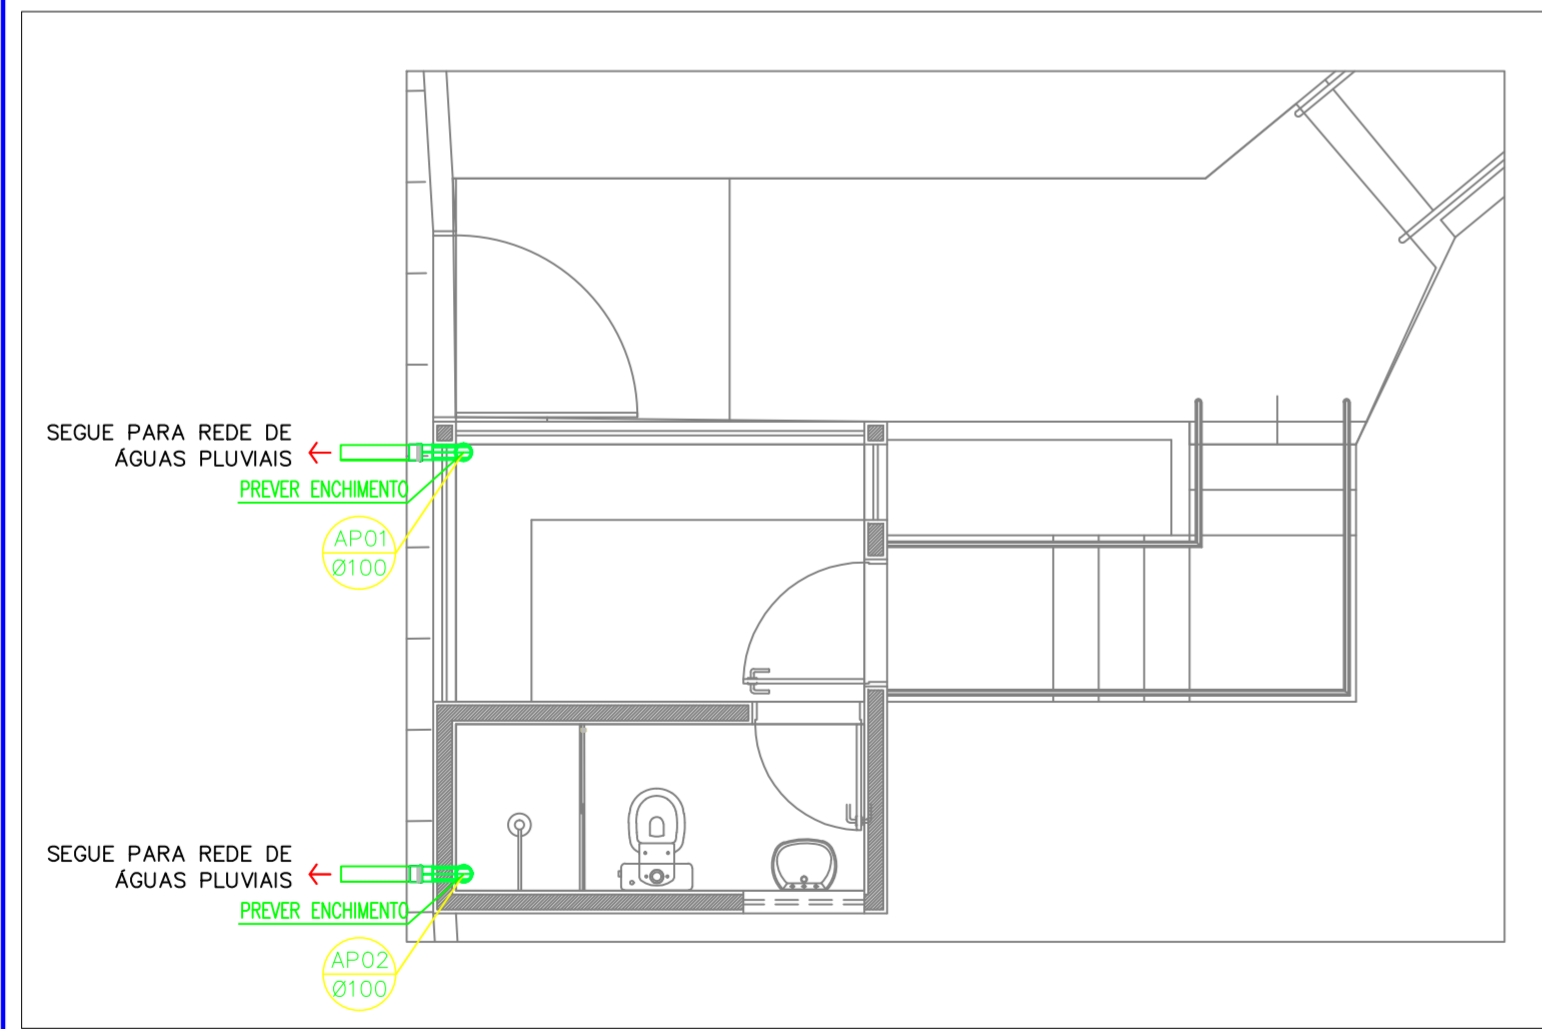 SEGUE PARA REDE DE
ÁGUAS PLUVIAIS
PREVER ENCHIMENTO
AP01
Ø100
SEGUE PARA REDE DE
ÁGUAS PLUVIAIS
PREVER ENCHIMENTO
AP02
Ø100